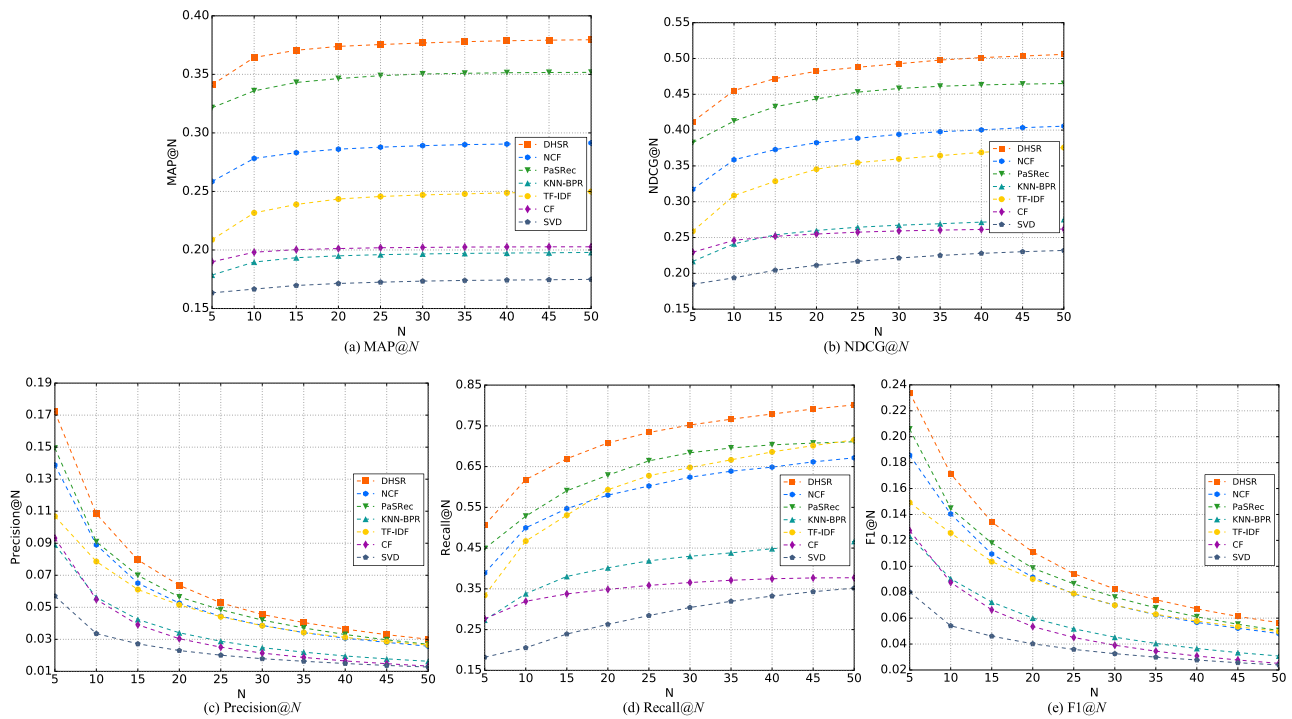 0.40
0.35
0.30
0.25
0.20
0.15
MAP@N
5 10 15 20 25 30 35 40 45 50
N
DHSR
NCF
PaSRec
KNN-BPR
TF-IDF
CF
SVD
(a) MAP@N
0.55
0.50
0.45
0.40
0.35
0.30
0.25
0.20
0.15
NDCG@N
5 10 15 20 25 30 35 40 45 50
N
DHSR
NCF
PaSRec
KNN-BPR
TF-IDF
CF
SVD
(b) NDCG@N
0.19
0.17
0.15
0.13
0.11
0.09
0.07
0.05
0.03
0.01
Precision@N
5 10 15 20 25 30 35 40 45 50
N
DHSR
NCF
PaSRec
KNN-BPR
TF-IDF
CF
SVD
(c) Precision@N
0.85
0.75
0.65
0.55
0.45
0.35
0.25
0.15
Recall@N
5 10 15 20 25 30 35 40 45 50
N
DHSR
NCF
PaSRec
KNN-BPR
TF-IDF
CF
SVD
(d) Recall@N
0.24
0.22
0.20
0.18
0.16
0.14
0.12
0.10
0.08
0.06
0.04
0.02
F1@N
5 10 15 20 25 30 35 40 45 50
N
DHSR
NCF
PaSRec
KNN-BPR
TF-IDF
CF
SVD
(e) F1@N